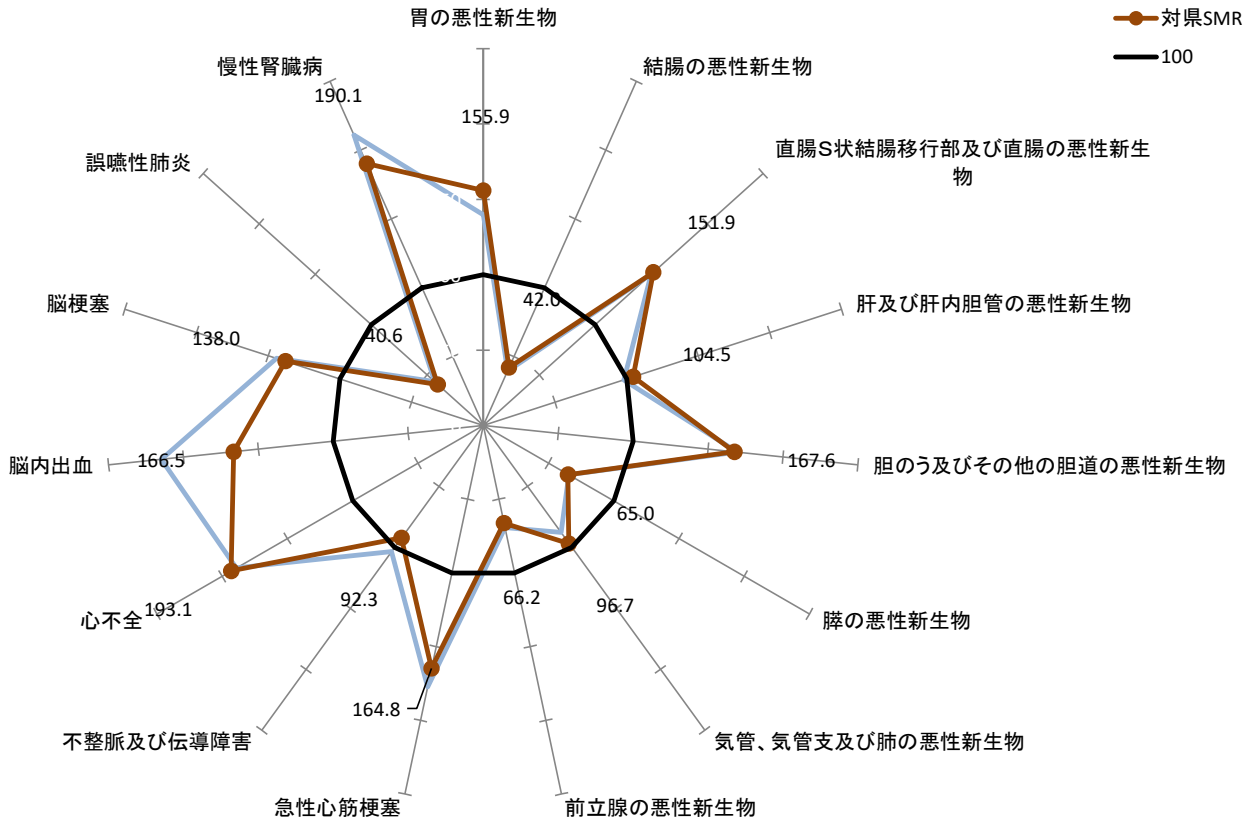 胃の悪性新生物
対県SMR
100
慢性腎臓病
190.1
結腸の悪性新生物
155.9
誤嚥性肺炎
直腸S状結腸移行部及び直腸の悪性新生
物
151.9
脳梗塞
138.0
40.6
42.0
肝及び肝内胆管の悪性新生物
104.5
脳内出血
166.5
167.6
胆のう及びその他の胆道の悪性新生物
65.0
心不全
193.1
92.3
66.2
96.7
膵の悪性新生物
164.8
不整脈及び伝導障害
気管、気管支及び肺の悪性新生物
急性心筋梗塞
前立腺の悪性新生物